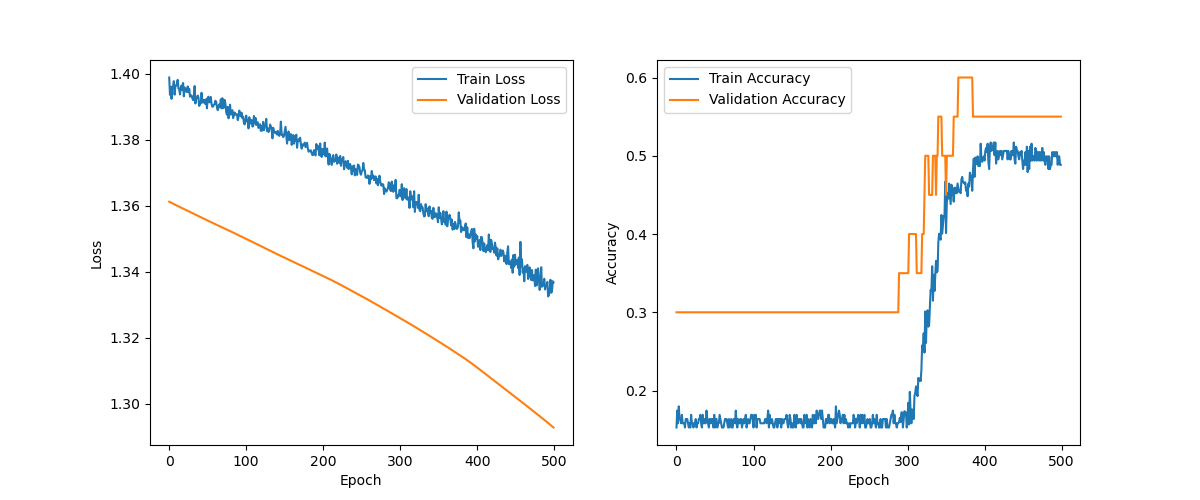 1.40
1.38
1.36
1.34
1.32
1.30
Loss
0
100
200
300
400
500
Epoch
Train Loss
Validation Loss
0.6
0.5
0.4
0.3
0.2
Accuracy
0
100
200
300
400
500
Epoch
Train Accuracy
Validation Accuracy